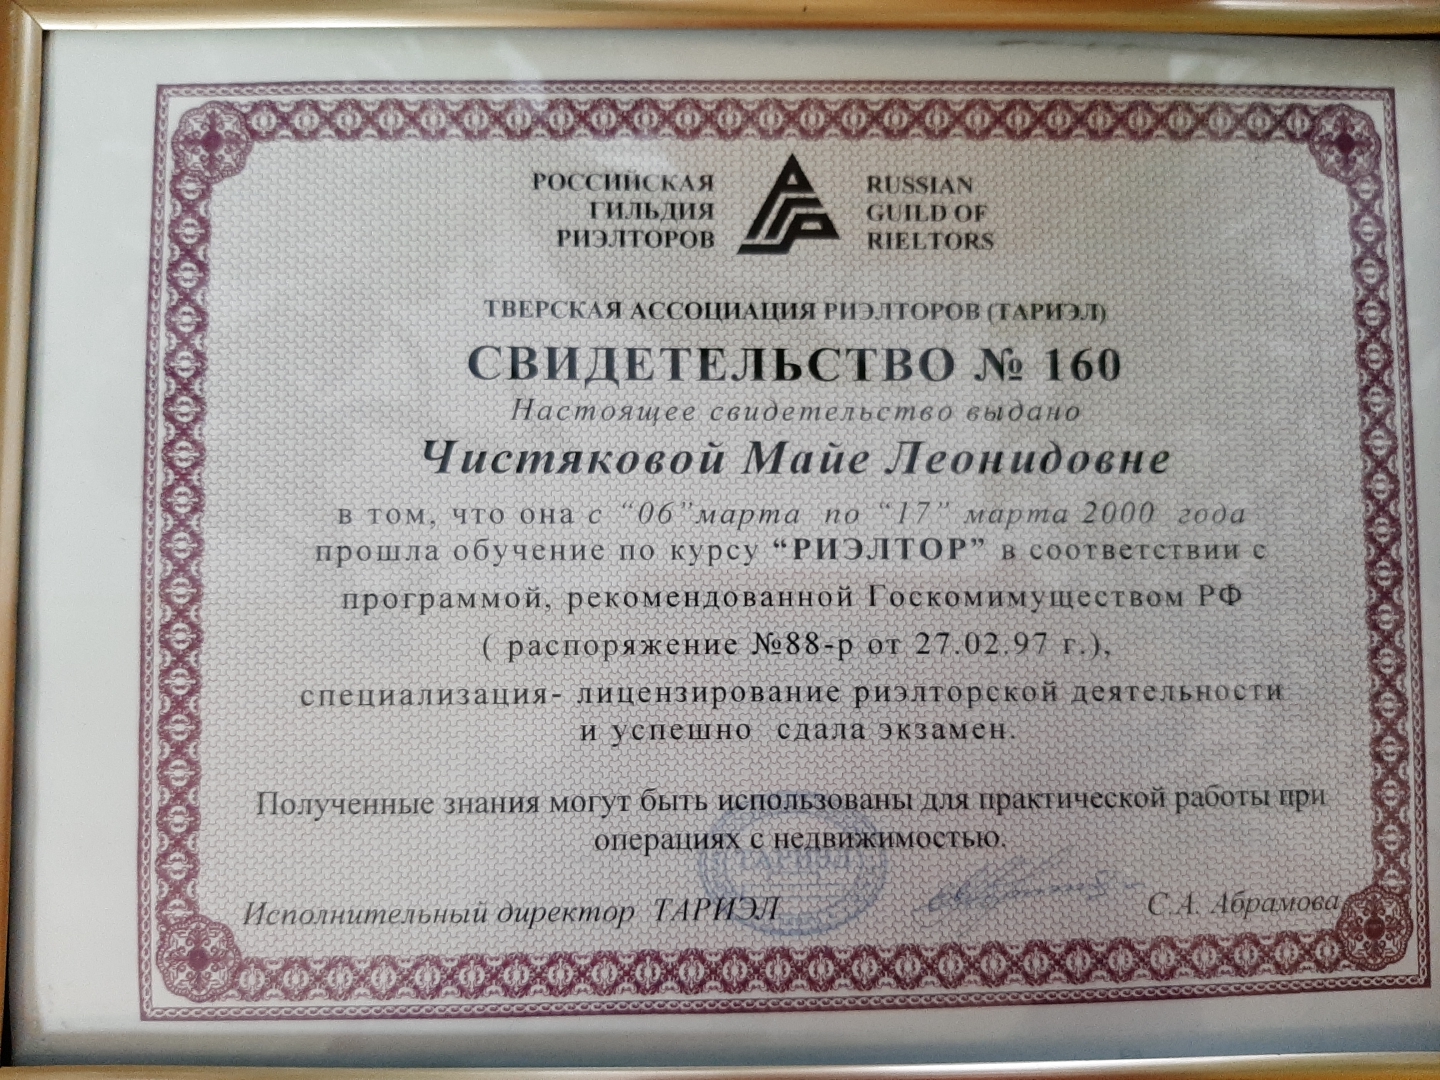 РОССИЙСКАЯ
ГИЛЬДИЯ
РИЭЛТОРОВ
RUSSIAN
GUILD OF
RIELTORS
ТВЕРСКАЯ АССОЦИАЦИЯ РИЭЛТОРОВ (ТАРИЭЛ)
СВИДЕТЕЛЬСТВО № 160
Настоящее свидетельство выдано
Чистяковой Майе Леонидовне
в том, что она с “06”марта по “17” марта 2000 года
прошла обучение по курсу “РИЭЛТОР” в соответствии с
программой, рекомендованной Госкомимуществом РФ
( распоряжение №88-р от 27.02.97 г.),
специализация- лицензирование риэлторской деятельности
и успешно сдала экзамен.
Полученные знания могут быть использованы для практической работы при
операциях с недвижимостью.
ТАРИЭЛ
Исполнительный директор ТАРИЭЛ
С.А. Абрамова